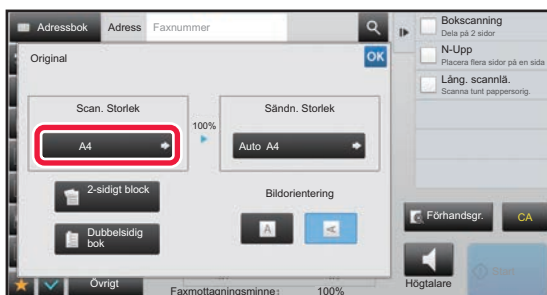 Adressbok Adress Faxnummer
Original
OK
Scan. Storlek
A4
100%
Sändn. Storlek
Auto A4
2-sidigt block
Dubbelsidig
bok
Bildorientering
A
A
Bokscanning
Dela på 2 sidor
N-Upp
Placera flera sidor på en sida
Lång. scannlä.
Scanna tunt pappersorig.
Förhandsgr.
CA
Högtalare
Start
Övrigt
Faxmottagningsminne: 100%